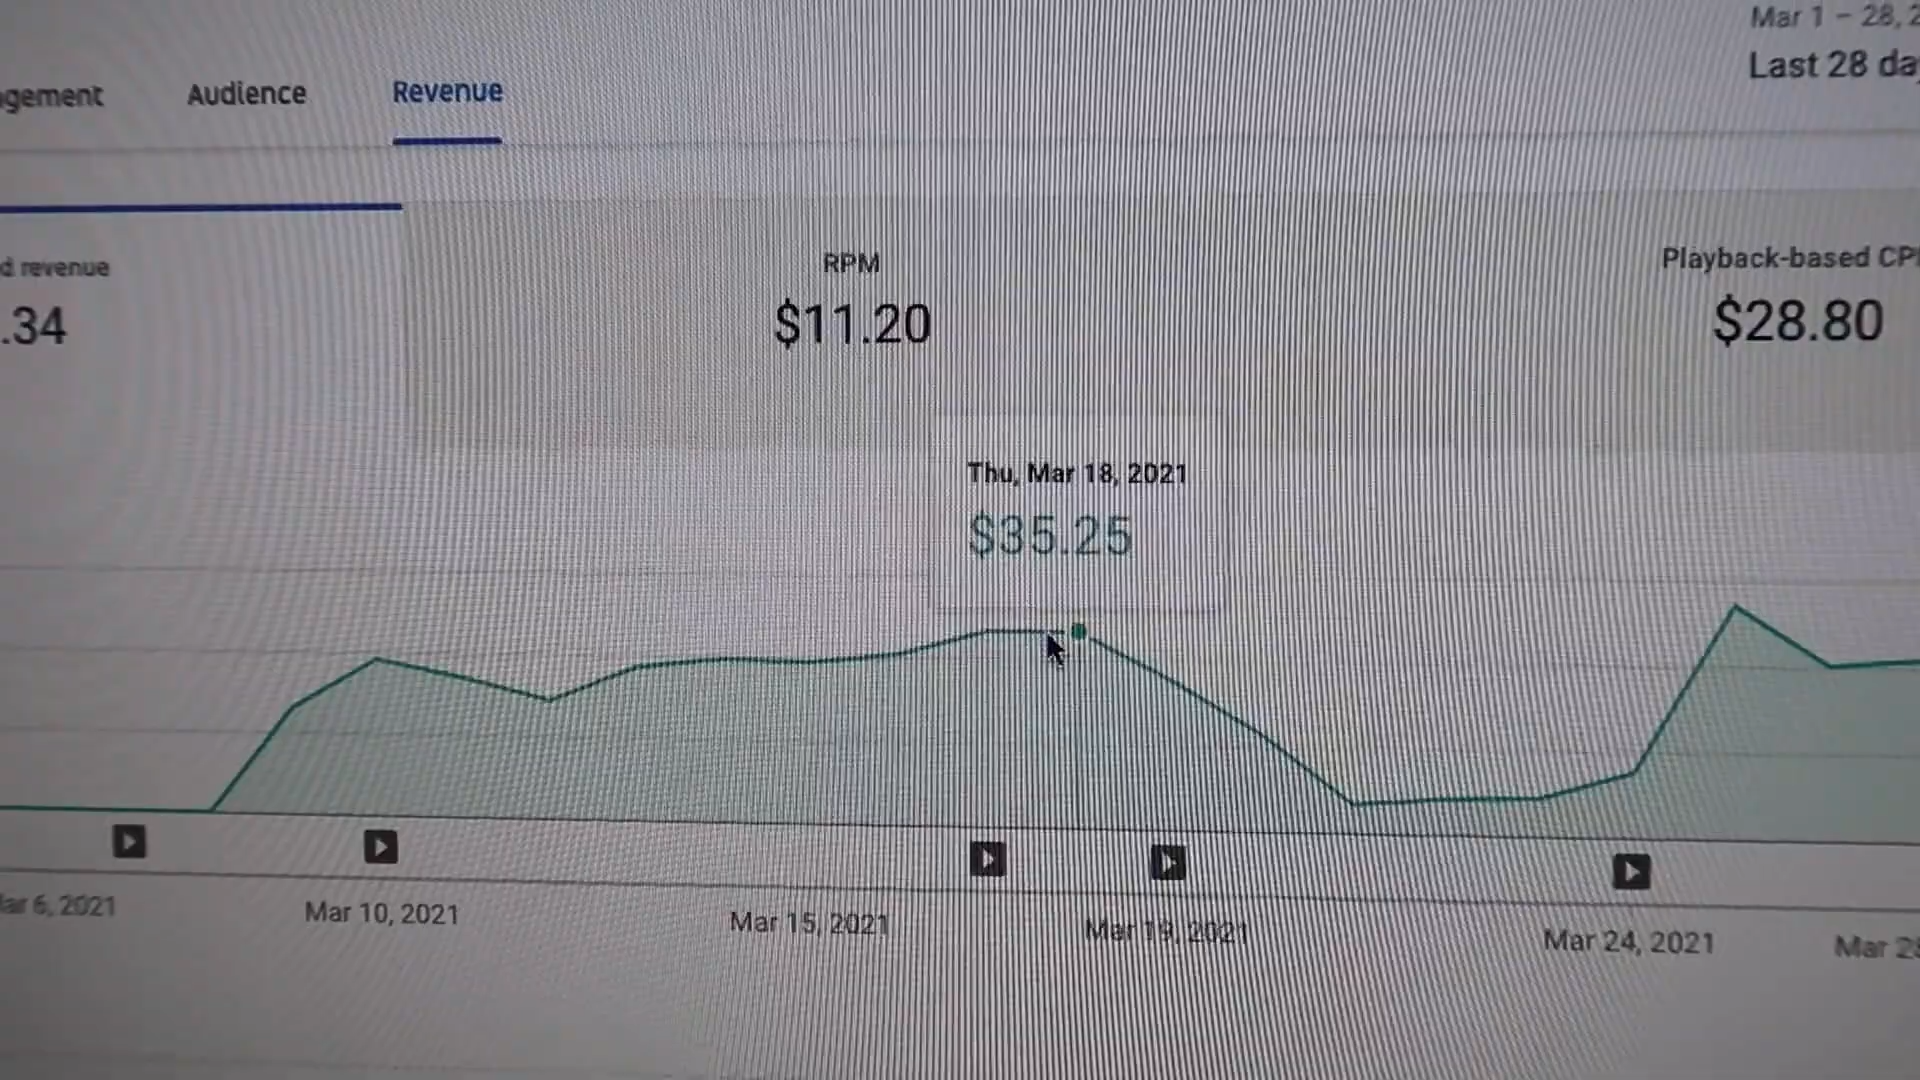 Mar 1 – 28, 2
Last 28 da
gement
Audience
Revenue
d revenue
.34
RPM
$11.20
Playback-based CP
$28.80
Thu, Mar 18, 2021
$35.25
ar 6, 2021
Mar 10, 2021
Mar 15, 2021
Mar 19, 2021
Mar 24, 2021
Mar 2